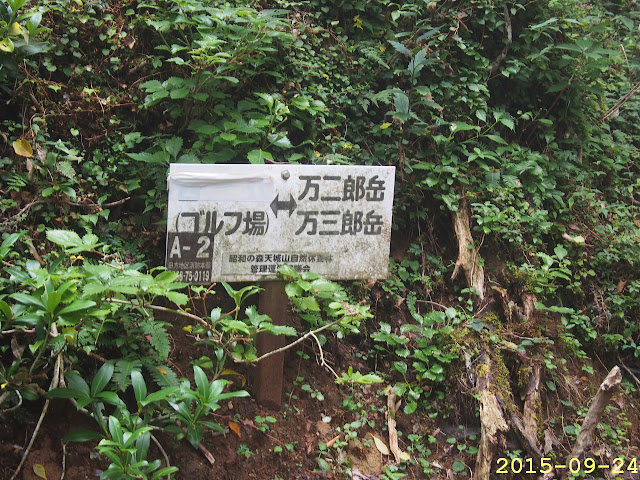 万二郎岳
(ゴルフ場) ↔ 万三郎岳
A-2
昭和の森天城山自然休養林
管理運営協議会
2015-09-24